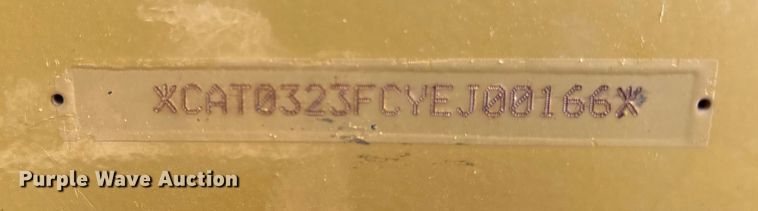 *CAT0323FCYEJ00166*
Purple Wave Auction